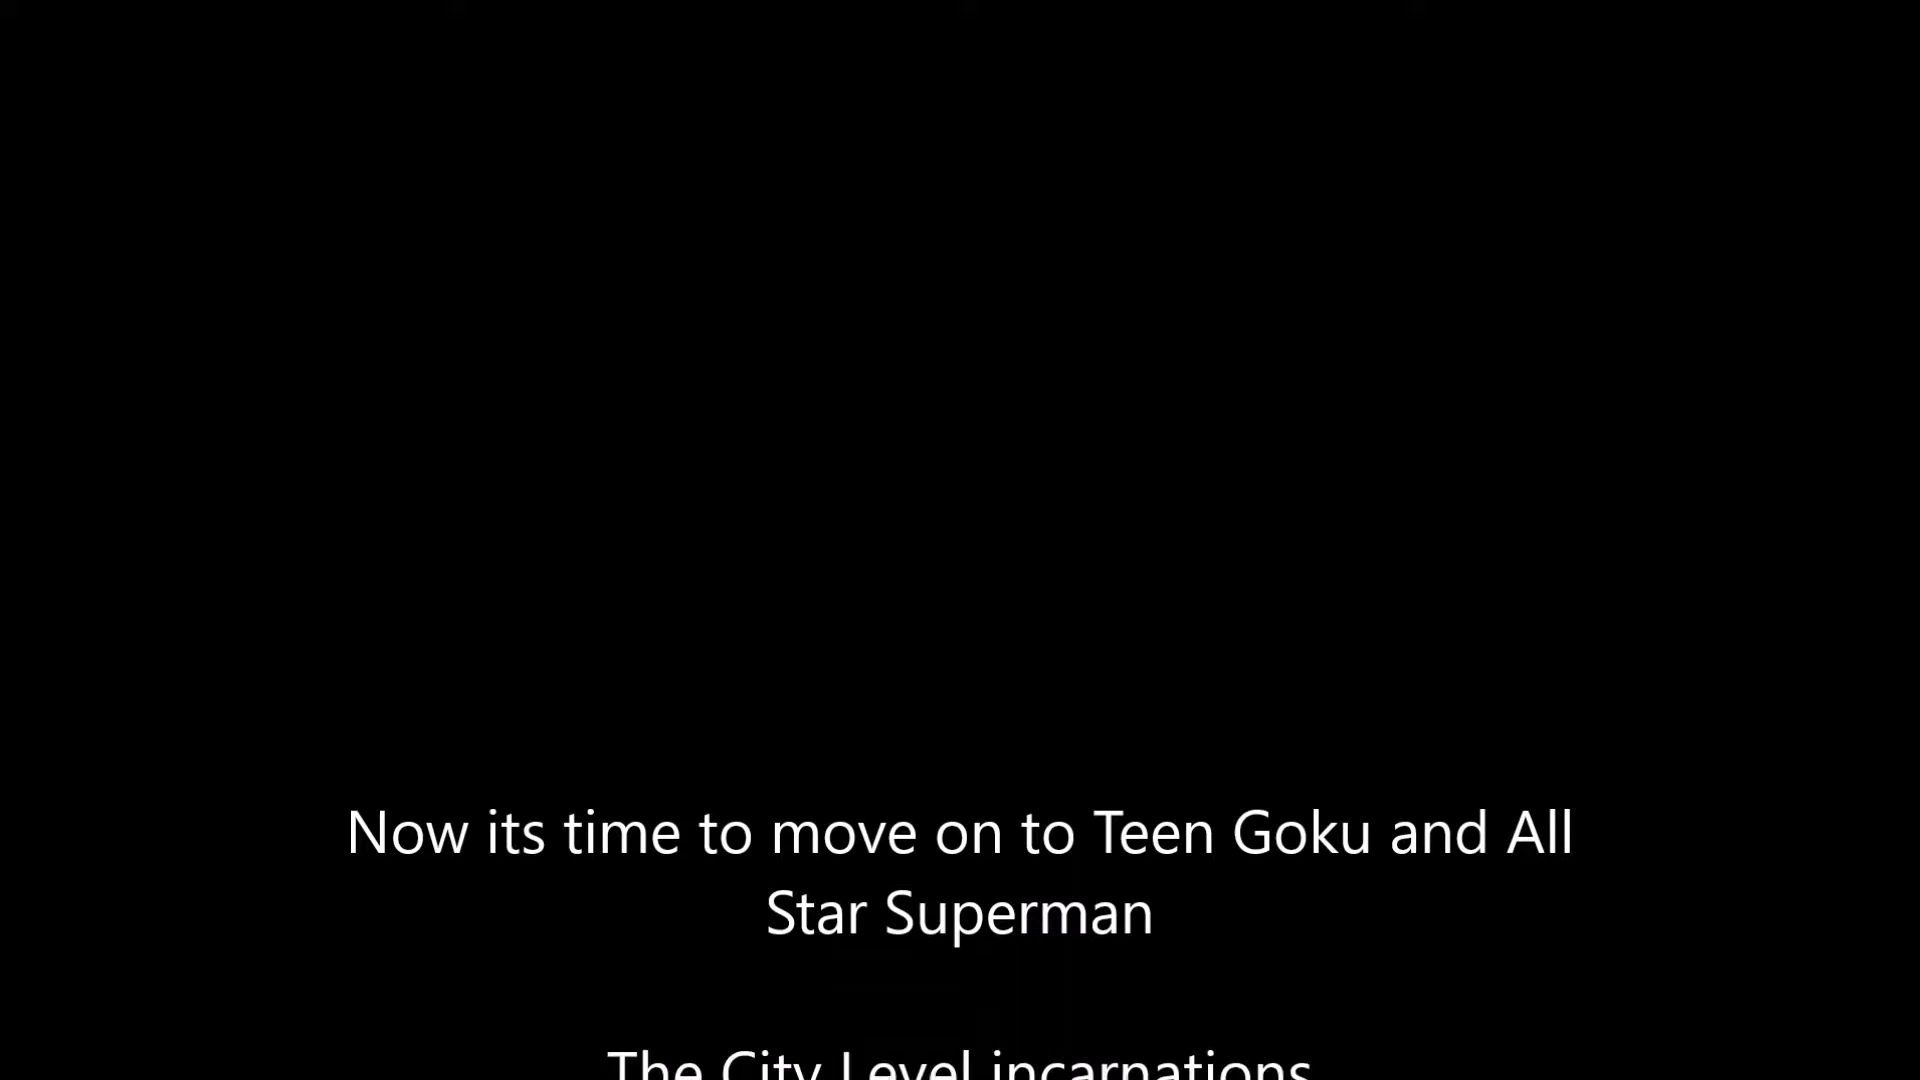 Now its time to move on to Teen Goku and All
Star Superman
The City Level incarnations